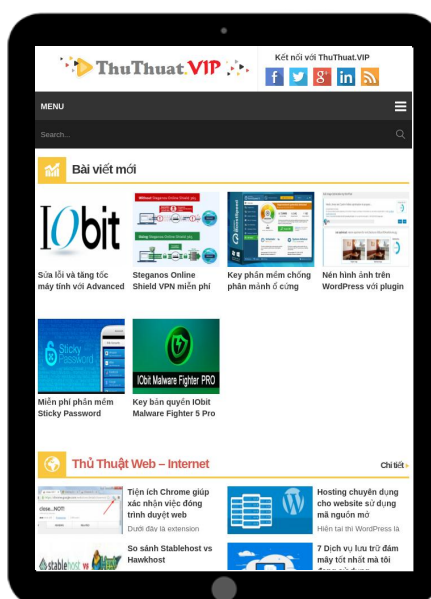 ThuThuat.VIP
Kết nối với ThuThuat.VIP
MENU
Search...
Bài viết mới
IObit
Sửa lỗi và tăng tốc
máy tính với Advanced
Steganos Online
Shield VPN miễn phí
Key phần mềm chống
phân mảnh ổ cứng
Nén hình ảnh trên
WordPress với plugin
Sticky
Password
Miễn phí phần mềm
Sticky Password
IObit Malware Fighter PRO
Key bản quyền IObit
Malware Fighter 5 Pro
Thủ Thuật Web – Internet
Chi tiết
close...NOT!
Tiện ích Chrome giúp
xác nhận việc đóng
trình duyệt web
Dưới đây là extension
Hosting chuyên dụng
cho website sử dụng
mã nguồn mở
Hiện tại thì WordPress là
stablehost vs
So sánh Stablehost vs
Hawkhost
7 Dịch vụ lưu trữ đám
mây tốt nhất mà tôi